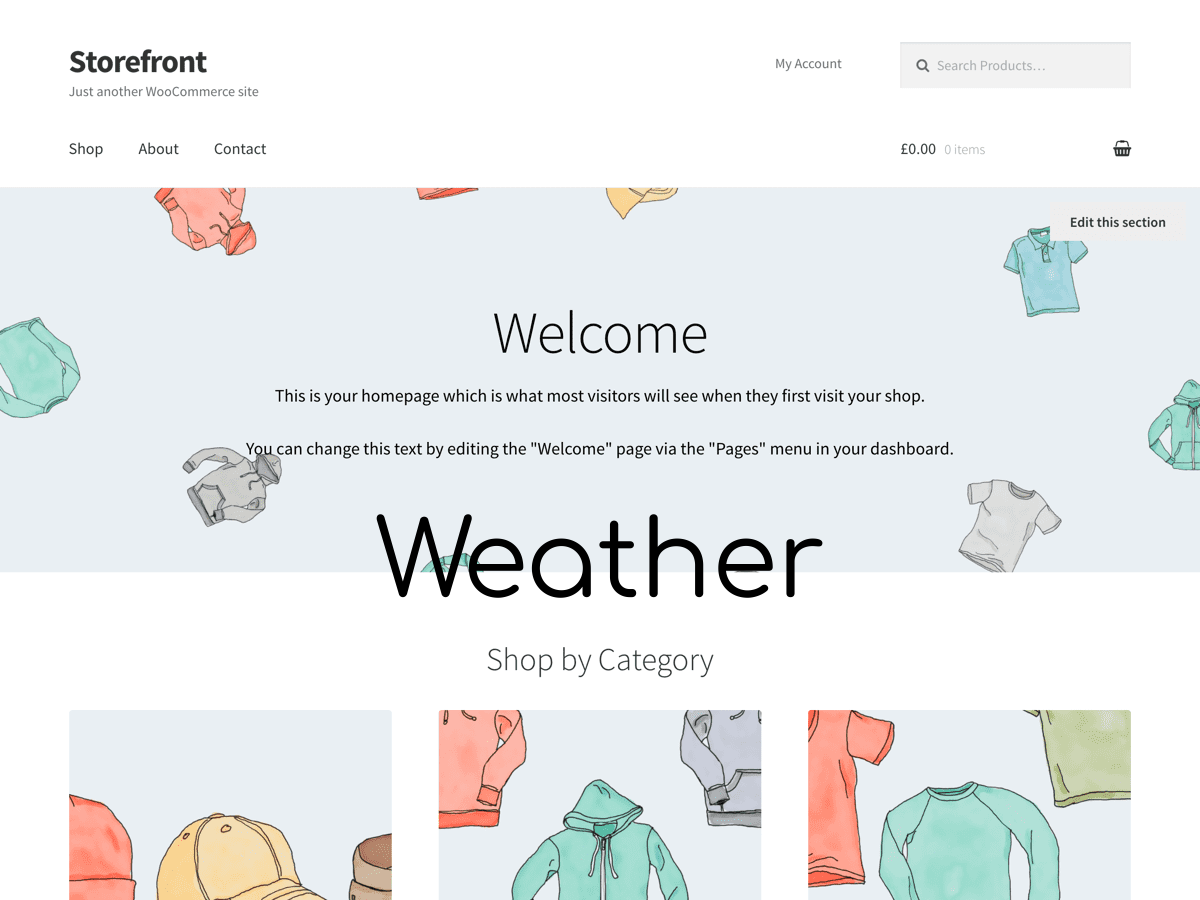 Storefront
Just another WooCommerce site
My Account
Search Products...
Shop About Contact
£0.00 0 items
Edit this section
Welcome
This is your homepage which is what most visitors will see when they first visit your shop.
You can change this text by editing the "Welcome" page via the "Pages" menu in your dashboard.
Weather
Shop by Category